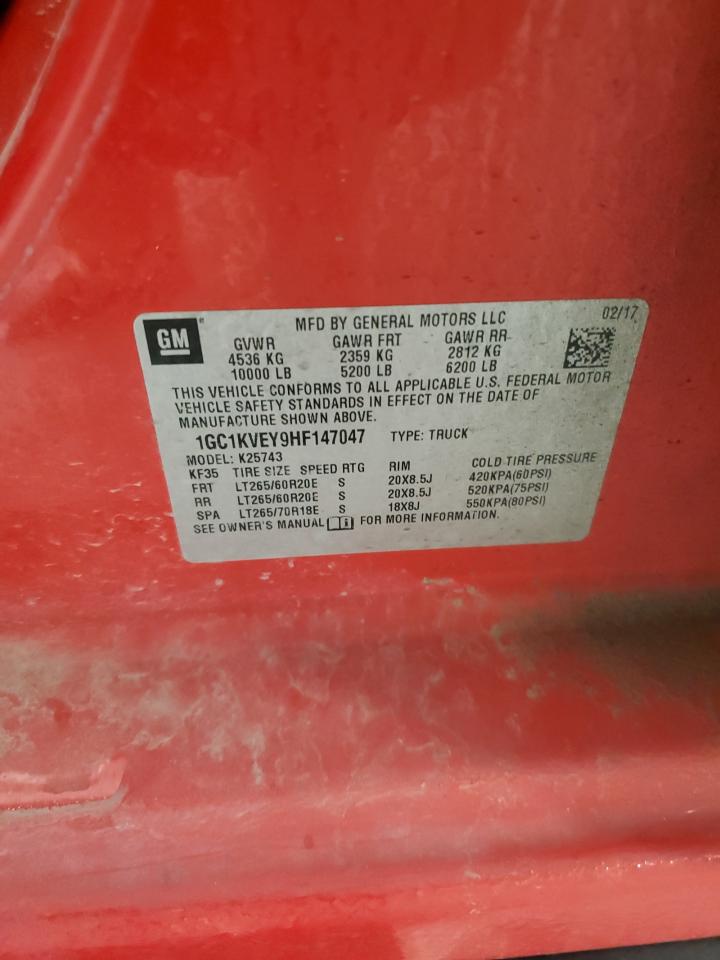 GM
MFD BY GENERAL MOTORS LLC 02/17
GVWR GAWR FRT GAWR RR
4536 KG 2359 KG 2812 KG
10000 LB 5200 LB 6200 LB
THIS VEHICLE CONFORMS TO ALL APPLICABLE U.S. FEDERAL MOTOR
VEHICLE SAFETY STANDARDS IN EFFECT ON THE DATE OF
MANUFACTURE SHOWN ABOVE.
1GC1KVEY9HF147047 TYPE: TRUCK
MODEL: K25743
KF35 TIRE SIZE SPEED RTG RIM COLD TIRE PRESSURE
FRT LT265/60R20E S 20X8.5J 420KPA(60PSI)
RR LT265/60R20E S 20X8.5J 520KPA(75PSI)
SPA LT265/70R18E S 18X8J 550KPA(80PSI)
SEE OWNER'S MANUAL FOR MORE INFORMATION.